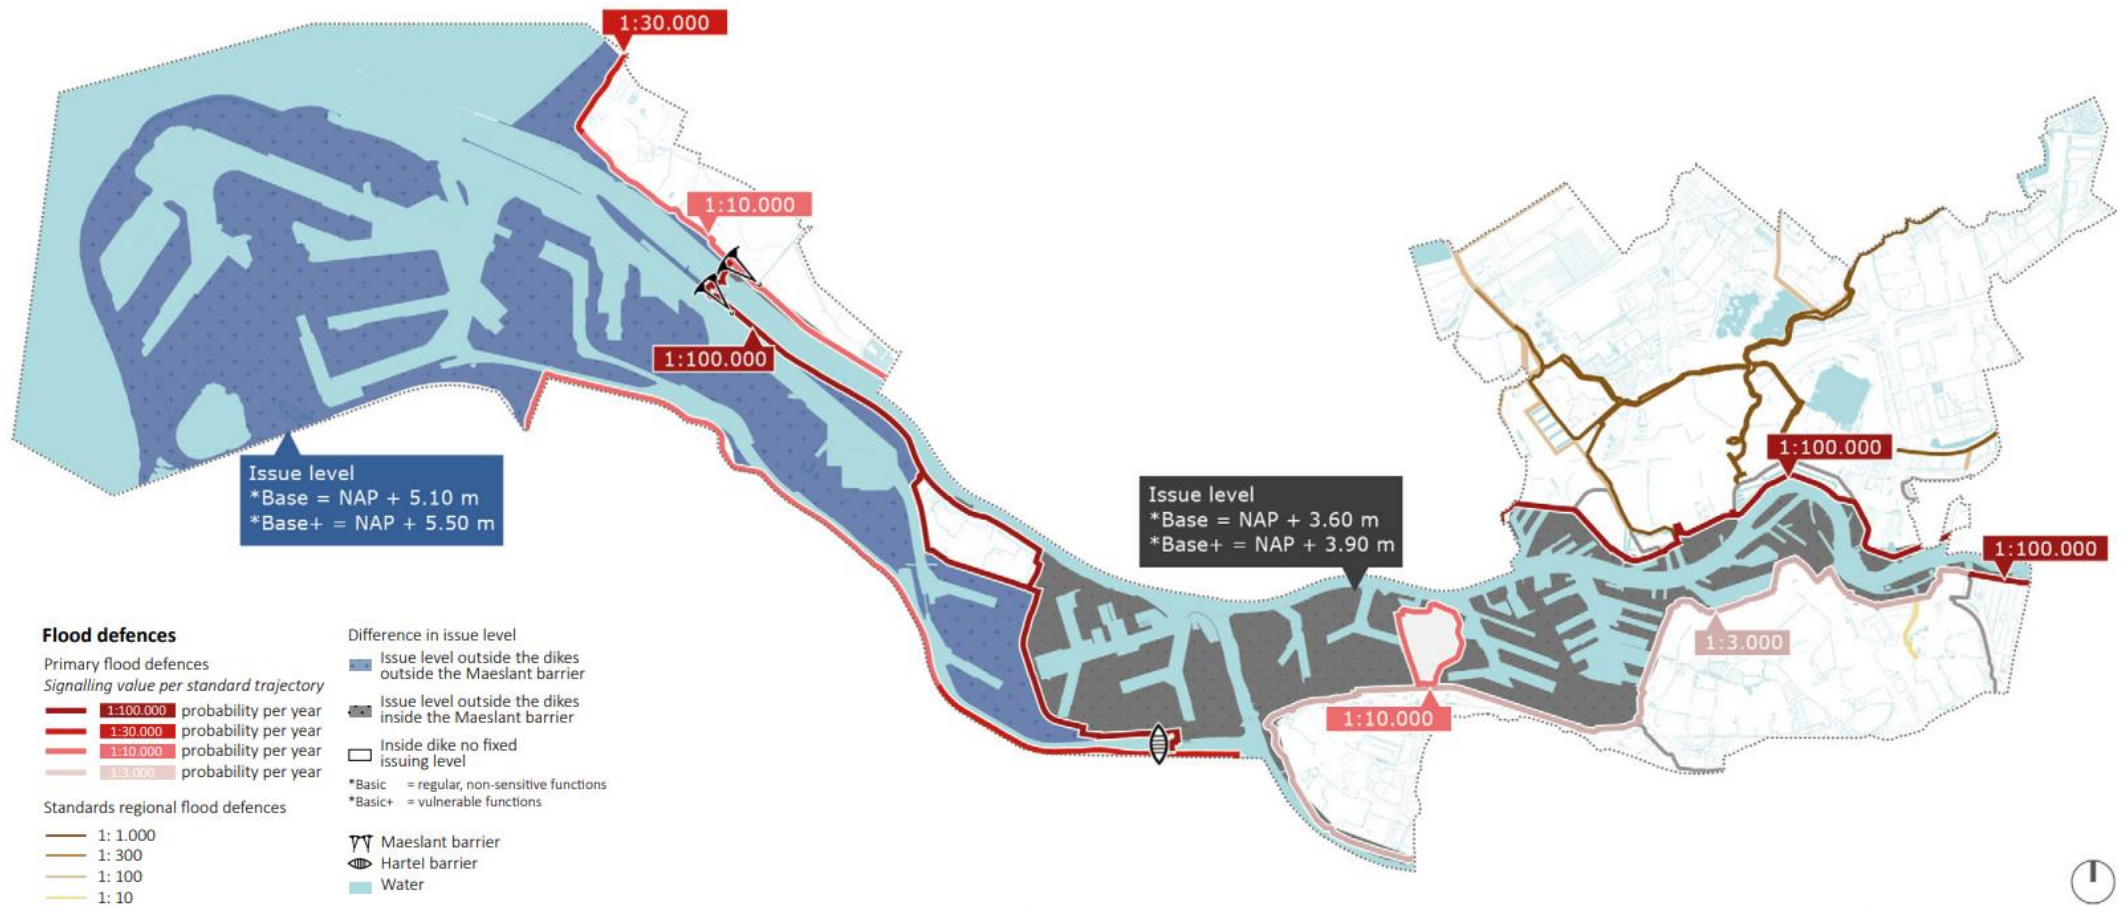 1:30.000
1:10.000
1:100.000
Issue level
*Base = NAP + 5.10 m
*Base+ = NAP + 5.50 m
Issue level
*Base = NAP + 3.60 m
*Base+ = NAP + 3.90 m
1:100.000
1:100.000
1:3.000
1:10.000
Flood defences
Primary flood defences
Signalling value per standard trajectory
1:100.000 probability per year
1:30.000 probability per year
1:10.000 probability per year
1:3.000 probability per year
Standards regional flood defences
1: 1.000
1: 300
1: 100
1: 10
Difference in issue level
Issue level outside the dikes
outside the Maeslant barrier
Issue level outside the dikes
inside the Maeslant barrier
Inside dike no fixed
issuing level
*Basic = regular, non-sensitive functions
*Basic+ = vulnerable functions
Maeslant barrier
Hartel barrier
Water